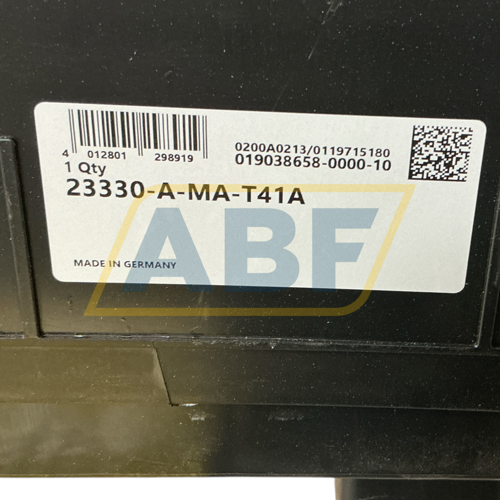 4 012801 298919
0200A0213/0119715180
019038658-0000-10
1 Qty
23330-A-MA-T41A
ABF
MADE IN GERMANY